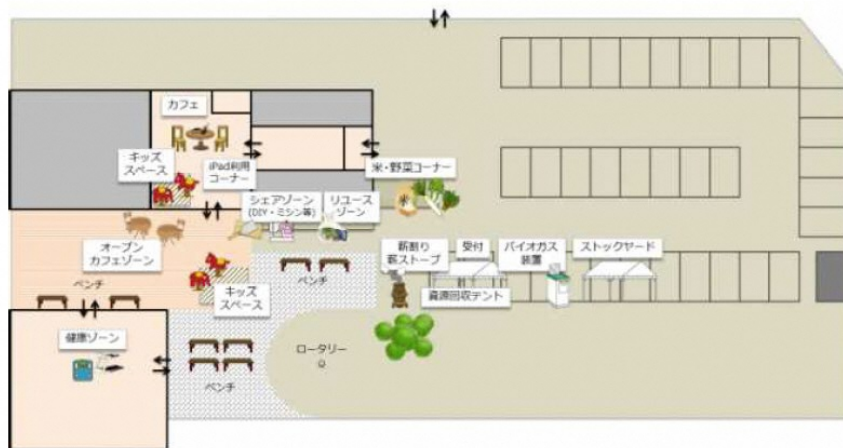 カフェ
キッズ
スペース
iPad利用
コーナー
米・野菜コーナー
米
シェアゾーン
(DIY・ミシン等)
リユース
ゾーン
オープン
カフェゾーン
薪割り
薪ストーブ
受付
バイオガス
装置
ストックヤード
資源回収テント
ベンチ
キッズ
スペース
ベンチ
健康ゾーン
ベンチ
ロータリー